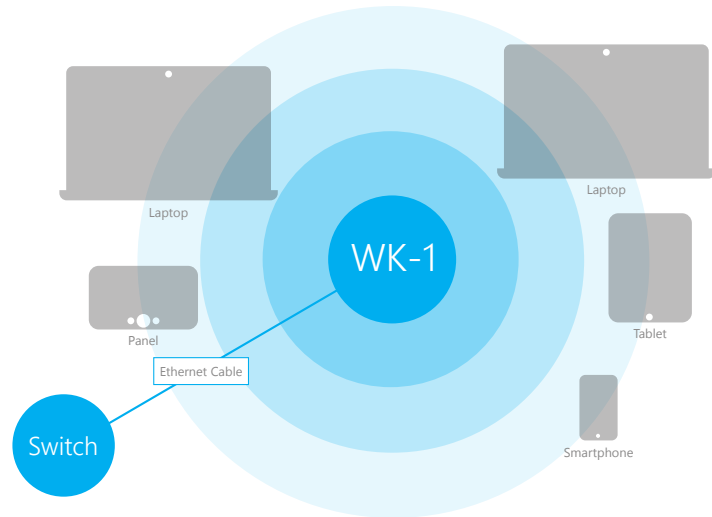 Laptop
Laptop
WK-1
Panel
Tablet
Ethernet Cable
Switch
Smartphone